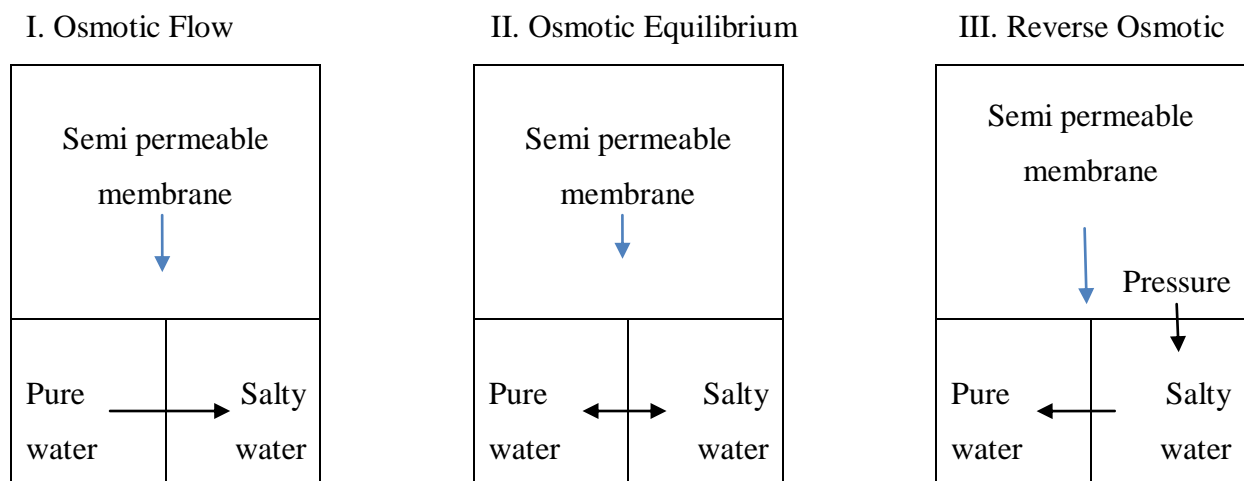 I. Osmotic Flow
II. Osmotic Equilibrium
III. Reverse Osmotic
Semi permeable
membrane
Semi permeable
membrane
Semi permeable
membrane
Pressure
Pure
water
Salty
water
Pure
water
Salty
water
Pure
water
Salty
water